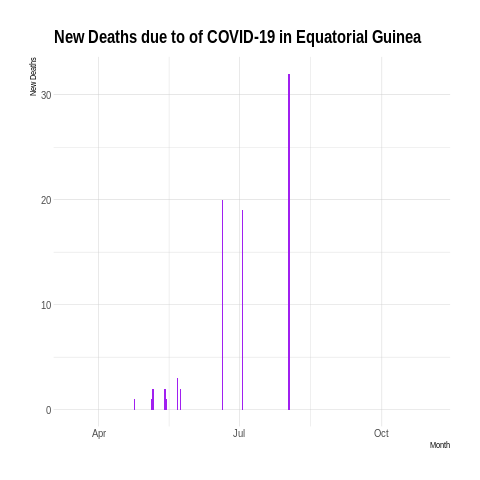 New Deaths due to of COVID-19 in Equatorial Guinea
New Deaths
30
20
10
0
Apr Jul Oct
Month